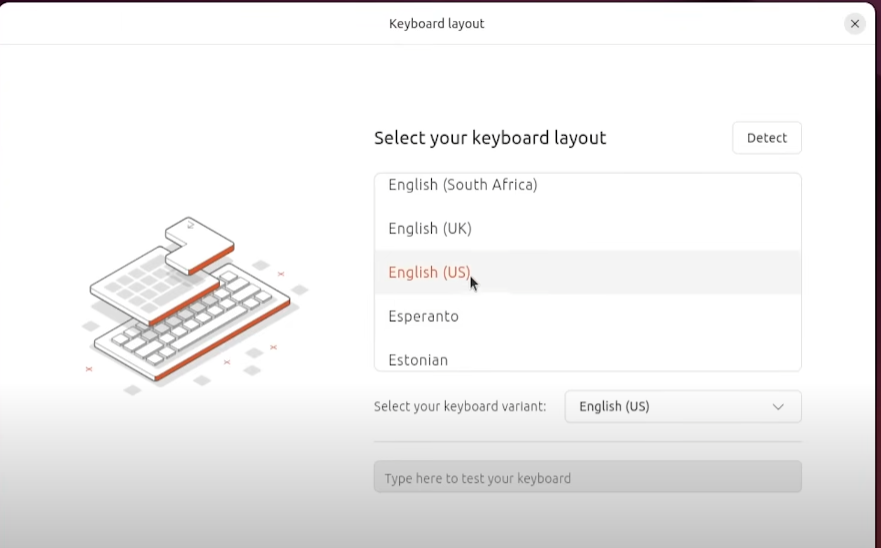 Keyboard layout
Select your keyboard layout
Detect
English (South Africa)
English (UK)
English (US)
Esperanto
Estonian
Select your keyboard variant:
English (US)
Type here to test your keyboard